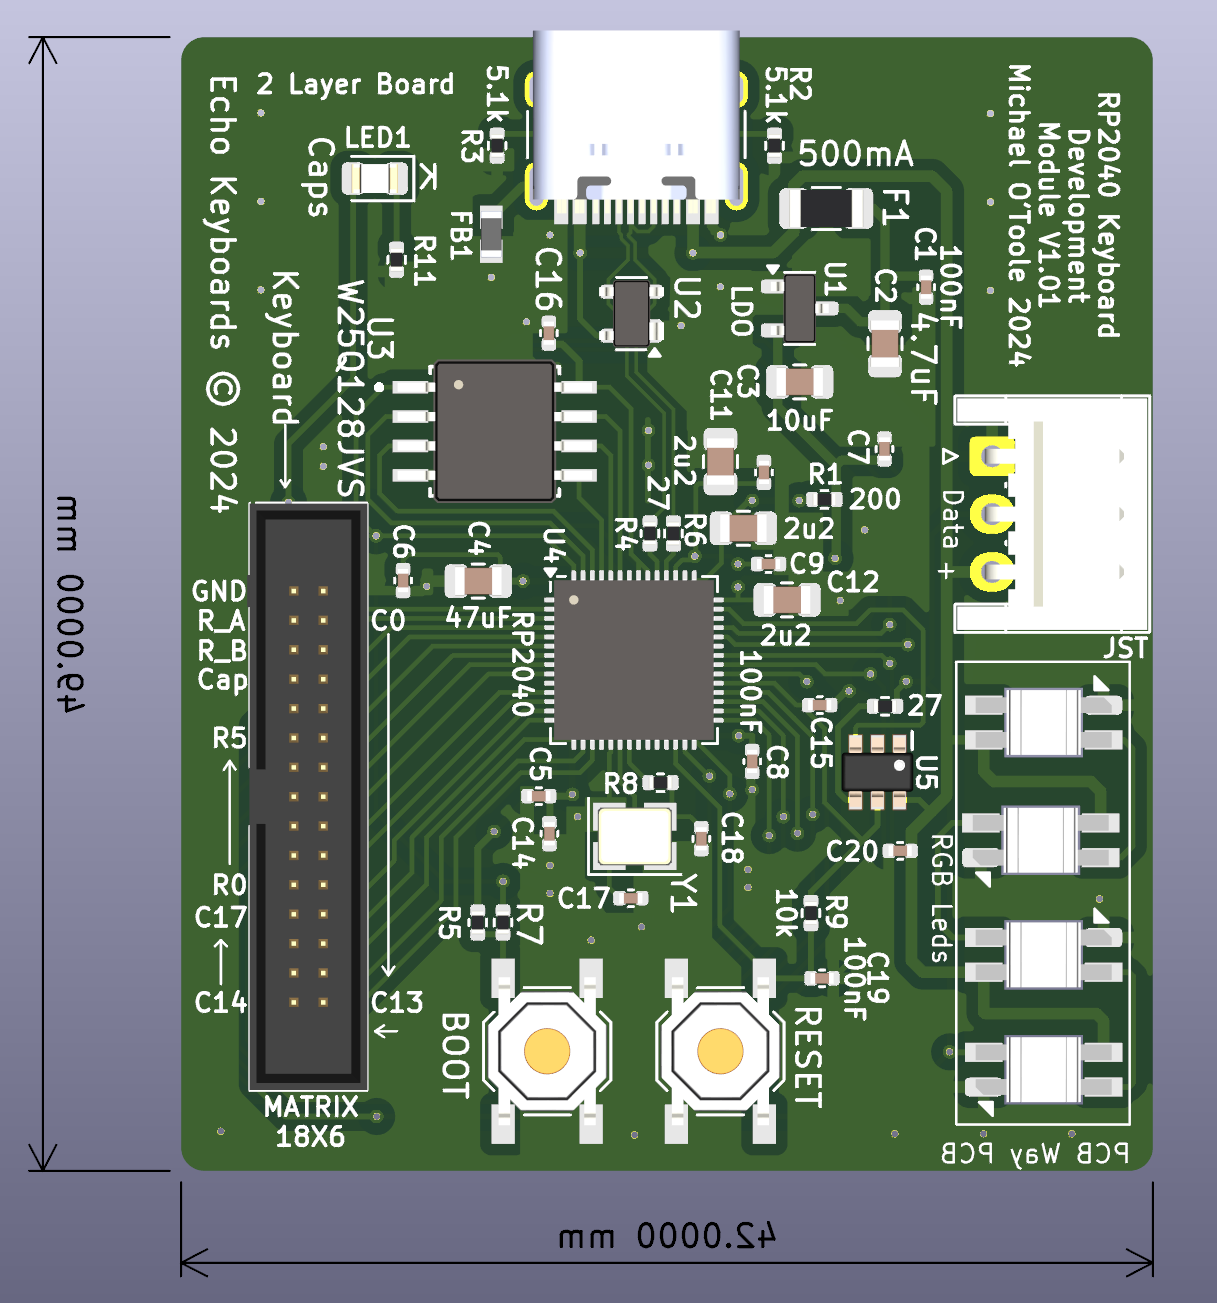 2 Layer Board
Echo Keyboards © 2024
LED1
Caps
K
R11
5.1k
R3
FB1
R2
5.1k
500mA
F1
RP2040 Keyboard
Development
Module V1.01
Michael O'Toole 2024
C16
U2
U1
LDO
C1
100nF
C2
4.7uF
C3
10uF
Keyboard
U3
W25Q128JVS
C11
2u2
C7
R1
200
27
R4
R6
2u2
C9
C12
2u2
Data
+
JST
C6
C4
47uF
U4
RP2040
GND
R_A
R_B
Cap
R5
R0
C17
C14
C0
C13
MATRIX
18X6
100nF
C15
27
U5
C8
C5
R8
C14
C18
C17
Y1
C20
RGB Leds
R5
R7
10k
R9
C19
100nF
BOOT
RESET
PCB Way PCB
46.0000 mm
42.0000 mm